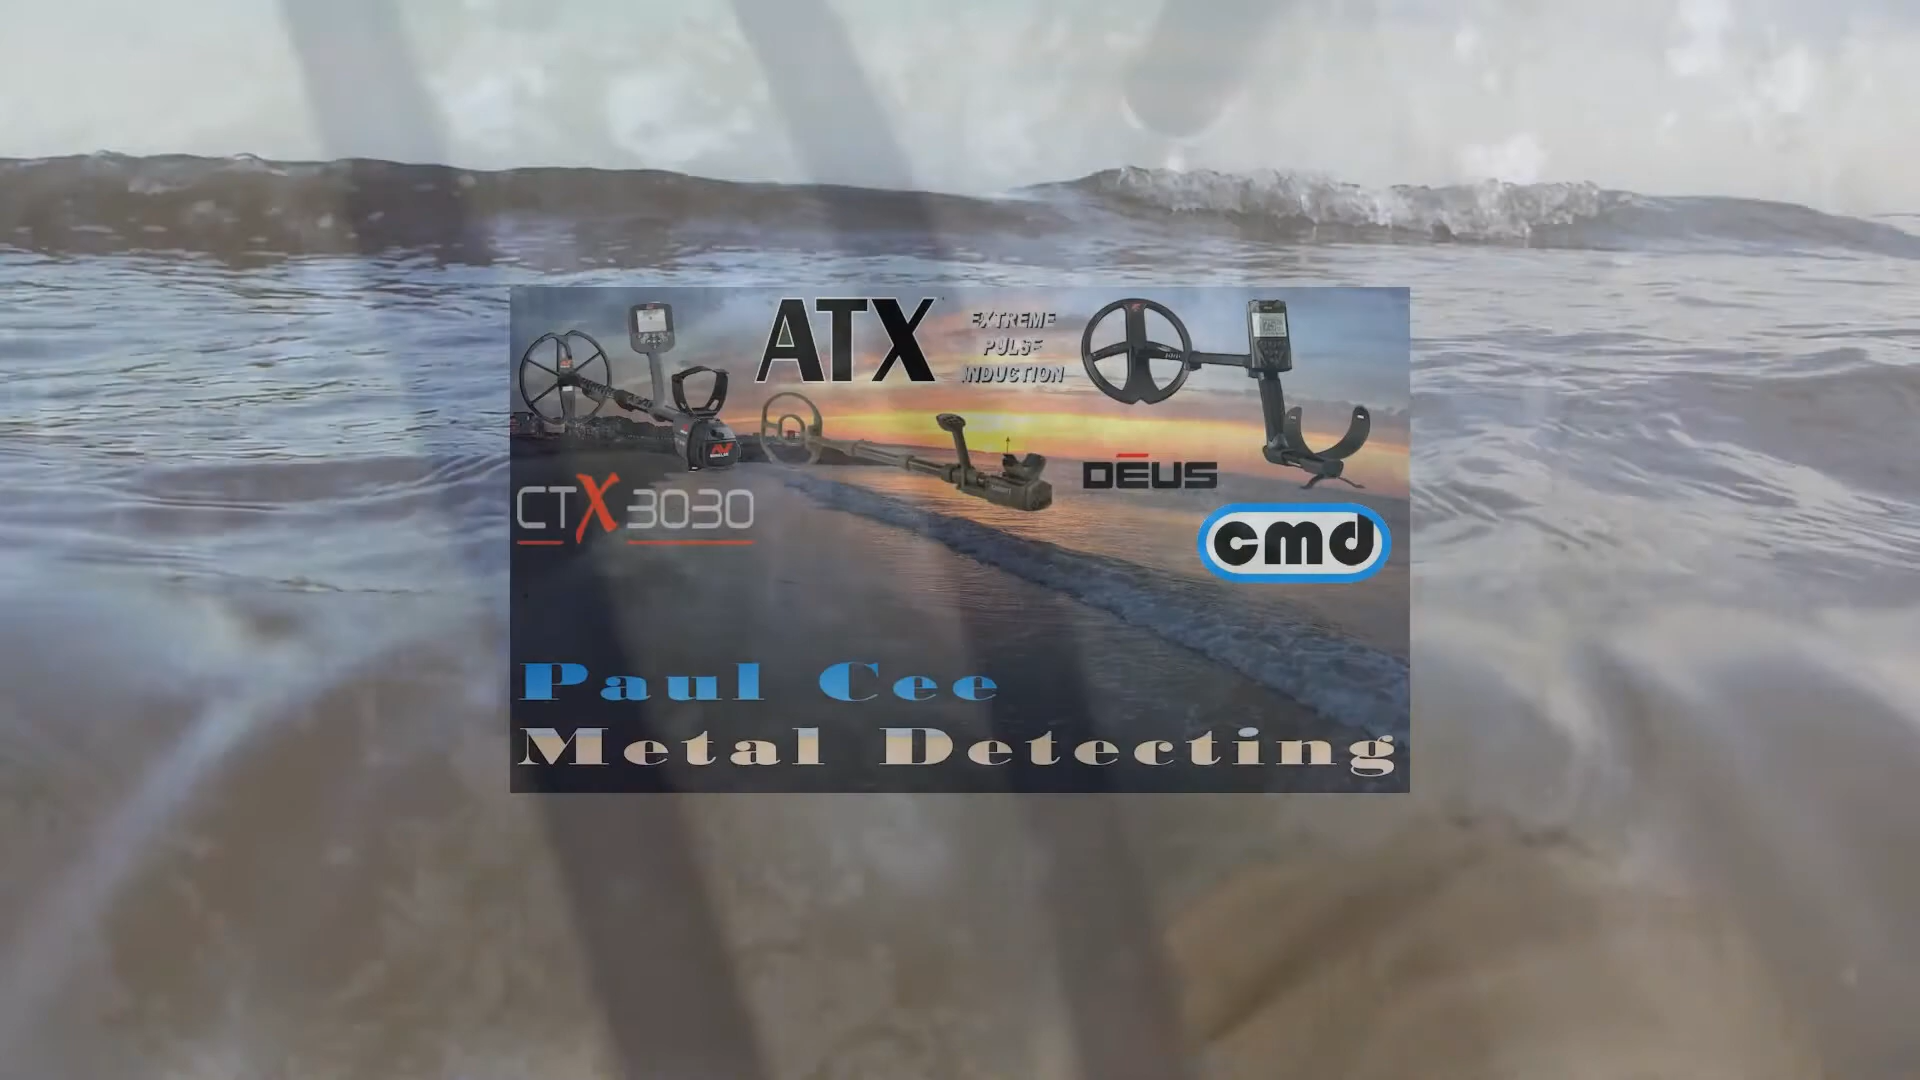 ATX
EXTREME
PULSE
INDUCTION
CTX 3030
DEUS
cmd
Paul Cee
Metal Detecting